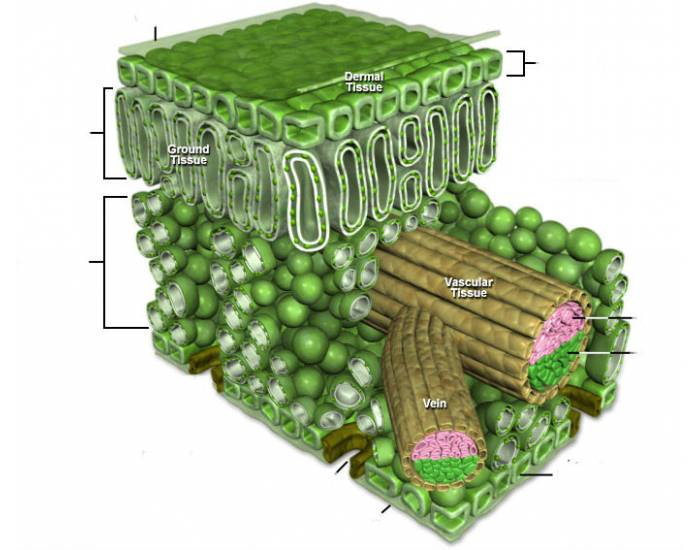 Dermal
Tissue
Ground
Tissue
Vascular
Tissue
Vein